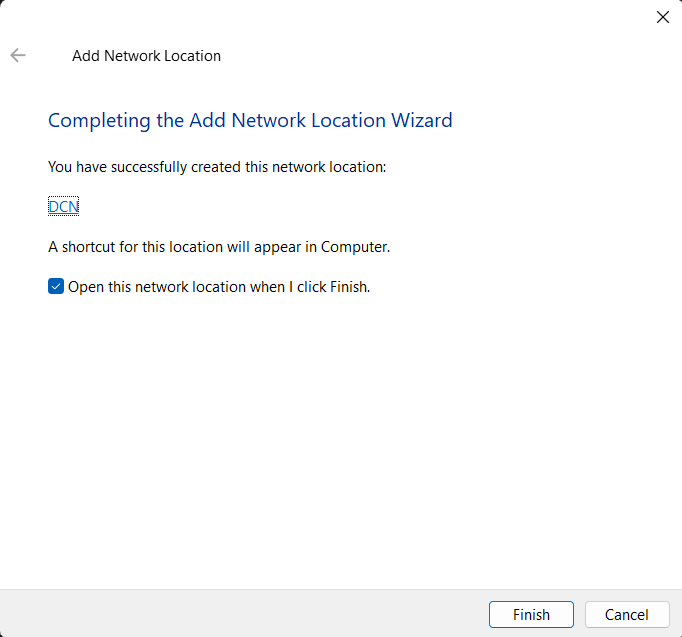 Add Network Location
Completing the Add Network Location Wizard
You have successfully created this network location:
DCN
A shortcut for this location will appear in Computer.
Open this network location when I click Finish.
Finish
Cancel